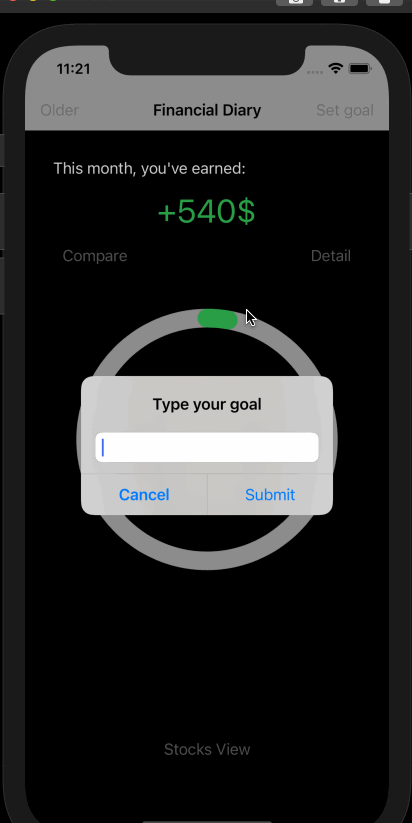 11:21
Older Financial Diary Set goal
This month, you've earned:
+540$
Compare Detail
Type your goal
Cancel Submit
Stocks View